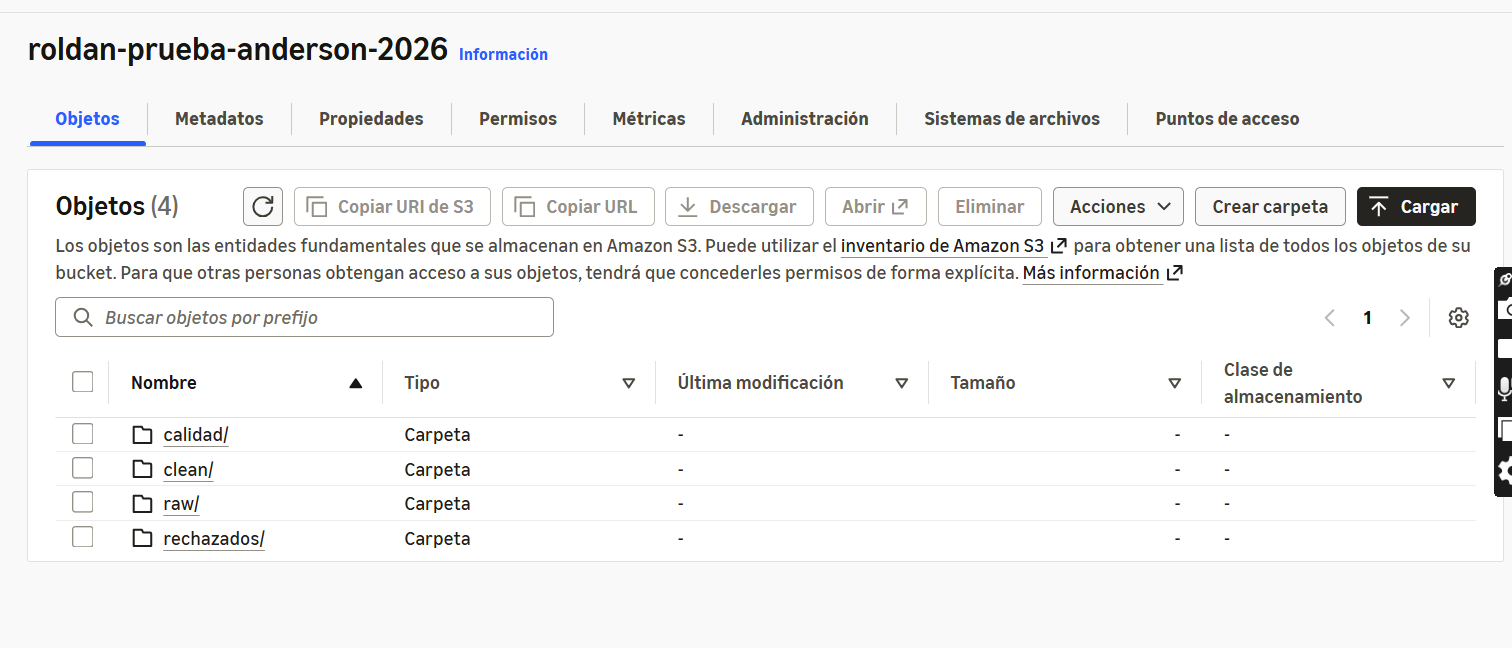 roldan-prueba-anderson-2026 Información
Objetos Metadatos Propiedades Permisos Métricas Administración Sistemas de archivos Puntos de acceso
Objetos (4) Copiar URI de S3 Copiar URL Descargar Abrir Eliminar Acciones Crear carpeta Cargar
Los objetos son las entidades fundamentales que se almacenan en Amazon S3. Puede utilizar el inventario de Amazon S3 para obtener una lista de todos los objetos de su
bucket. Para que otras personas obtengan acceso a sus objetos, tendrá que concederles permisos de forma explícita. Más información
Buscar objetos por prefijo 1
Nombre Tipo Última modificación Tamaño Clase de almacenamiento
calidad/ Carpeta - - -
clean/ Carpeta - - -
raw/ Carpeta - - -
rechazados/ Carpeta - - -